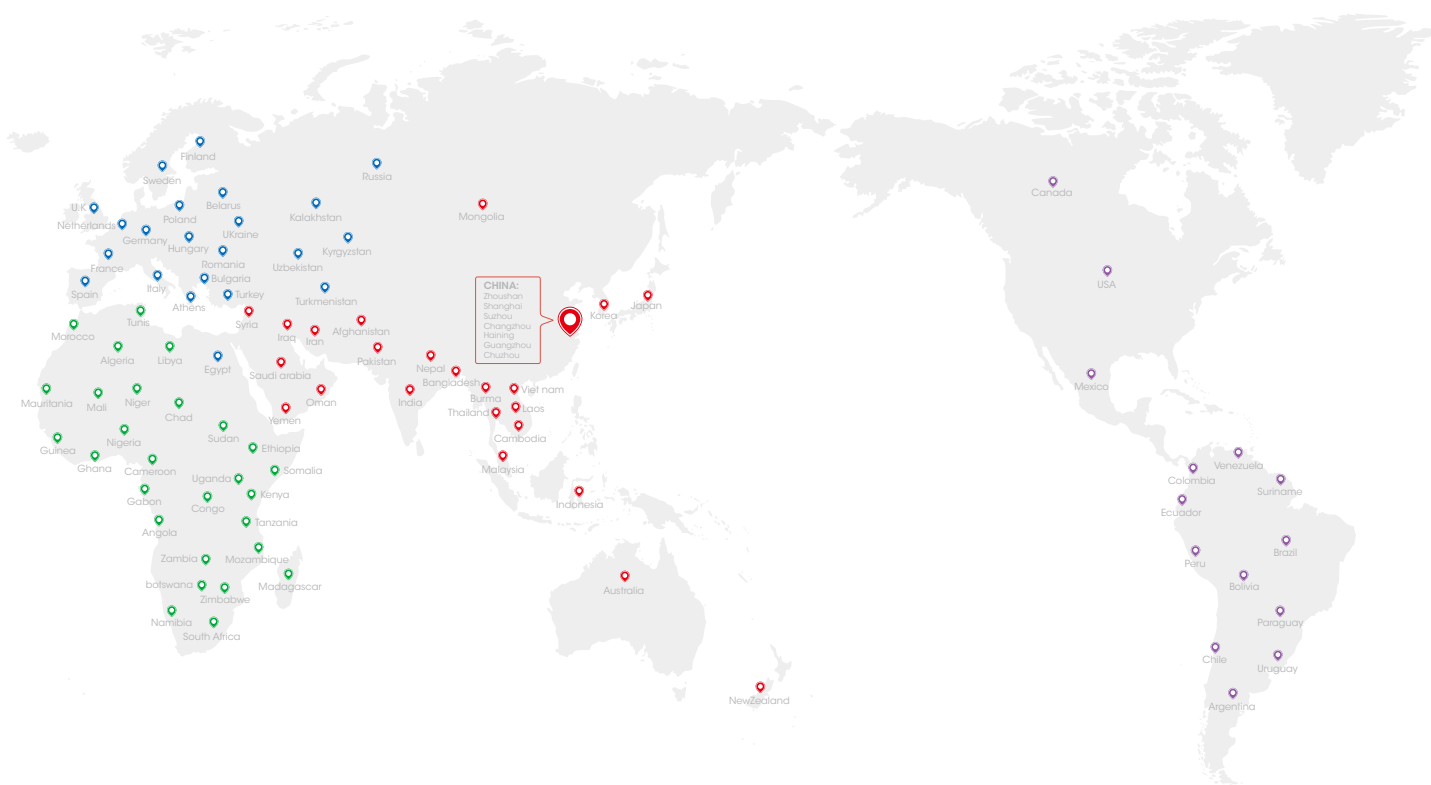 Finland
Sweden
Russia
Canada
U.K
Belarus
Poland
Kalakhstan
Mongolia
Netherlands
Germany
UKraine
Hungary
Kyrgyzstan
France
Romania
Uzbekistan
USA
Spain
Italy
Bulgaria
Turkmenistan
Athens
Turkey
CHINA:
Zhoushan
Shanghai
Suzhou
Changzhou
Haining
Guangzhou
Chuzhou
Korea
Japan
Morocco
Tunis
Syria
Iraq
Iran
Afghanistan
Algeria
Libya
Egypt
Saudi arabia
Pakistan
Nepal
Bangladesh
Mexico
Mauritania
Mali
Niger
Chad
Yemen
Oman
India
Burma
Viet nam
Thailand
Laos
Guinea
Nigeria
Sudan
Ethiopia
Cambodia
Ghana
Cameroon
Somalia
Malaysia
Venezuela
Colombia
Uganda
Gabon
Congo
Kenya
Indonesia
Suriname
Ecuador
Angola
Tanzania
Zambia
Mozambique
Brazil
Peru
botswana
Zimbabwe
Madagascar
Australia
Bolivia
Namibia
South Africa
Paraguay
Chile
Uruguay
NewZealand
Argentina